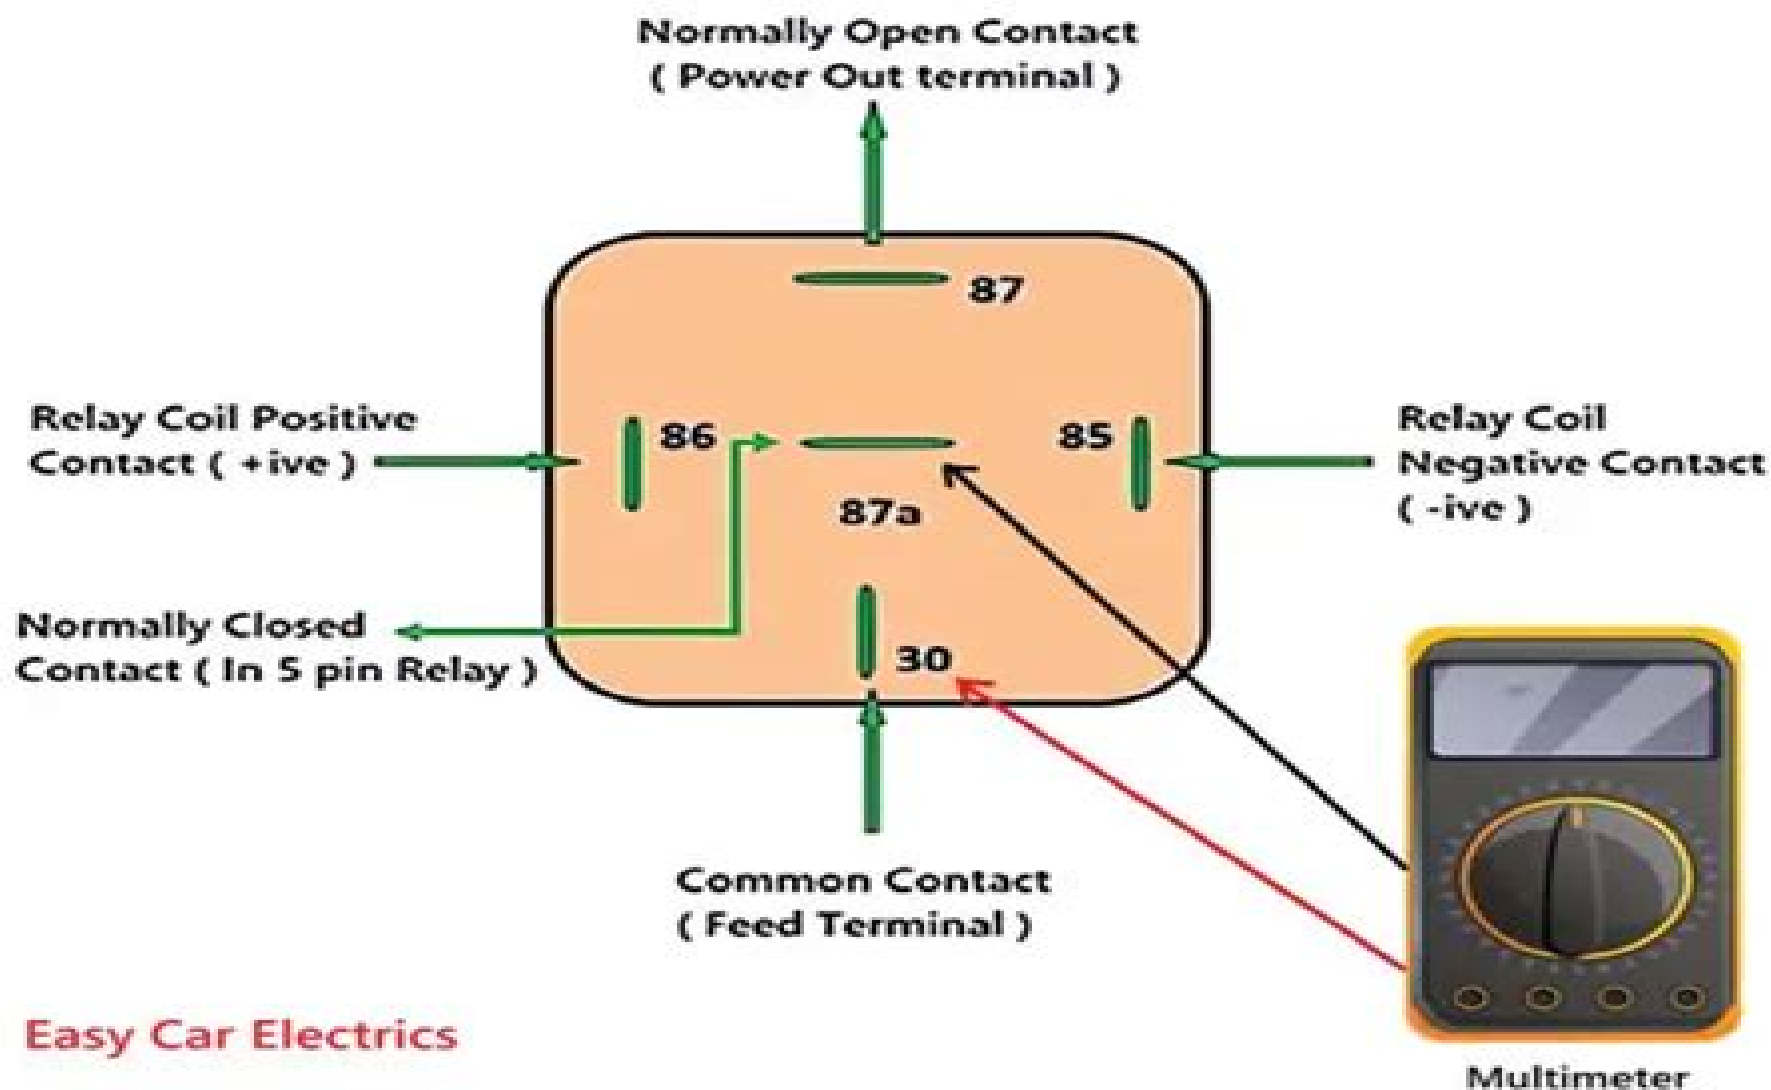 Normally Open Contact
( Power Out terminal )
87
Relay Coil Positive
Contact ( +ive )
86
85
Relay Coil
Negative Contact
( -ive )
87a
Normally Closed
Contact ( In 5 pin Relay )
30
Common Contact
( Feed Terminal )
Easy Car Electrics
Multimeter